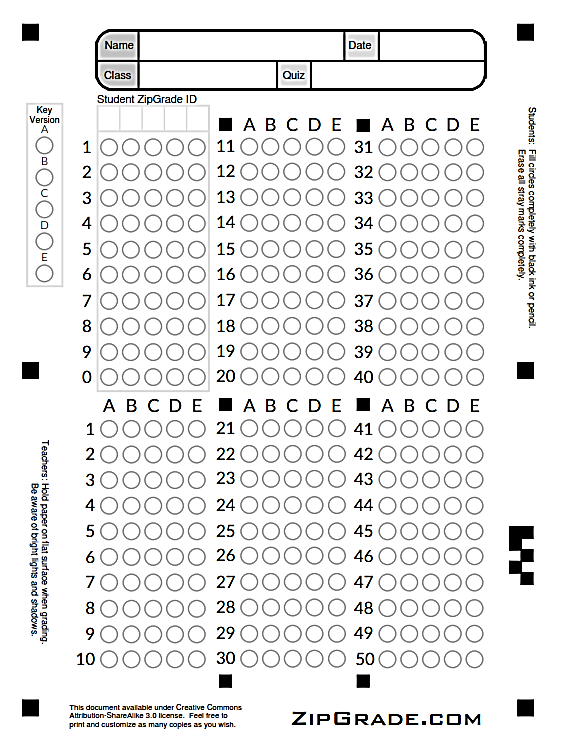 Name Date
Class Quiz
Student ZipGrade ID
Key
Version
A
B
C
D
E
1
2
3
4
5
6
7
8
9
0
A B C D E
11
12
13
14
15
16
17
18
19
20
A B C D E
31
32
33
34
35
36
37
38
39
40
A B C D E
1
2
3
4
5
6
7
8
9
10
A B C D E
21
22
23
24
25
26
27
28
29
30
A B C D E
41
42
43
44
45
46
47
48
49
50
Students: Fill circles completely with black ink or pencil.
Erase all stray marks completely.
Teachers: Hold paper on flat surface when grading.
Be aware of bright lights and shadows.
This document available under Creative Commons
Attribution-ShareAlike 3.0 license. Feel free to
print and customize as many copies as you wish.
ZIPGRADE.COM